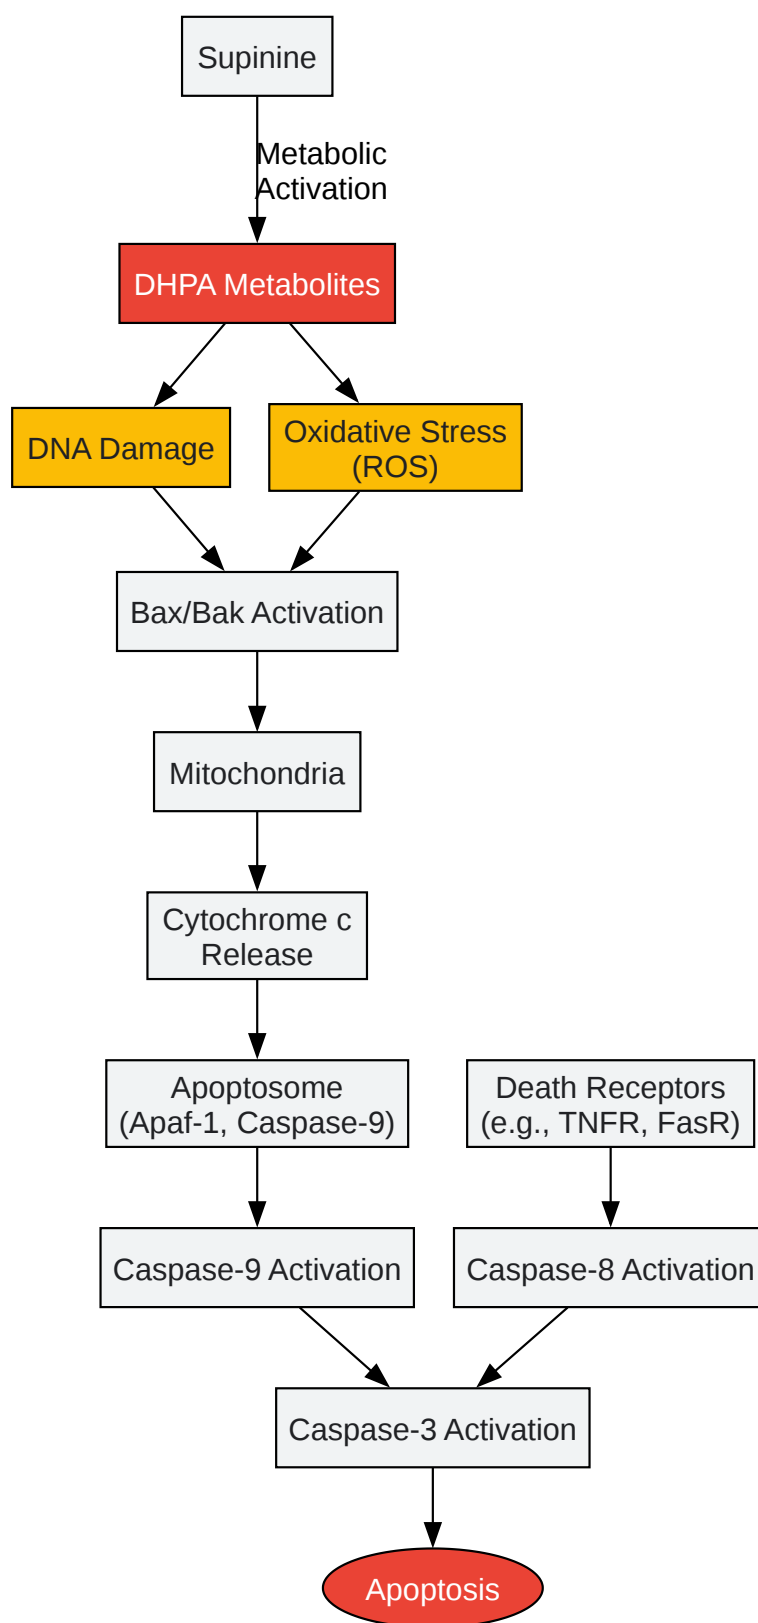 Supinine
Metabolic
Activation
DHPA Metabolites
DNA Damage
Oxidative Stress
(ROS)
Bax/Bak Activation
Mitochondria
Cytochrome c
Release
Apoptosome
(Apaf-1, Caspase-9)
Death Receptors
(e.g., TNFR, FasR)
Caspase-9 Activation
Caspase-8 Activation
Caspase-3 Activation
Apoptosis